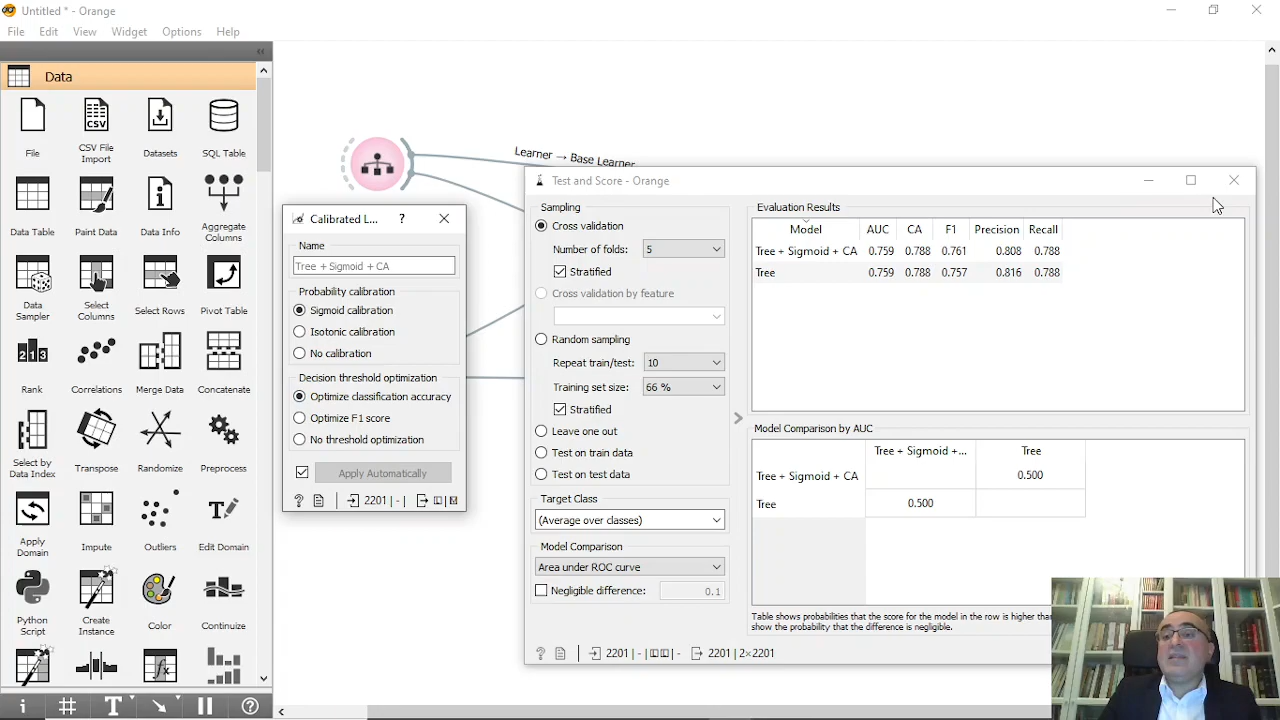 Untitled * - Orange
File Edit View Widget Options Help
Data
File
CSV File Import
Datasets
SQL Table
Data Table
Paint Data
Data Info
Aggregate Columns
Data Sampler
Select Columns
Select Rows
Pivot Table
Rank
Correlations
Merge Data
Concatenate
Select by Data Index
Transpose
Randomize
Preprocess
Apply Domain
Impute
Outliers
Edit Domain
Python Script
Create Instance
Color
Continuize
Learner → Base Learner
Calibrated L...
Name
Tree + Sigmoid + CA
Probability calibration
Sigmoid calibration
Isotonic calibration
No calibration
Decision threshold optimization
Optimize classification accuracy
Optimize F1 score
No threshold optimization
Apply Automatically
2201 | - |
Test and Score - Orange
Sampling
Cross validation
Number of folds: 5
Stratified
Cross validation by feature
Random sampling
Repeat train/test: 10
Training set size: 66 %
Stratified
Leave one out
Test on train data
Test on test data
Target Class
(Average over classes)
Model Comparison
Area under ROC curve
Negligible difference: 0.1
Evaluation Results
Model AUC CA F1 Precision Recall
Tree + Sigmoid + CA 0.759 0.788 0.761 0.808 0.788
Tree 0.759 0.788 0.757 0.816 0.788
Model Comparison by AUC
Tree + Sigmoid +... Tree
Tree + Sigmoid + CA 0.500
Tree 0.500
Table shows probabilities that the score for the model in the row is higher than
show the probability that the difference is negligible.
2201 | - | - 2201 | 2×2201